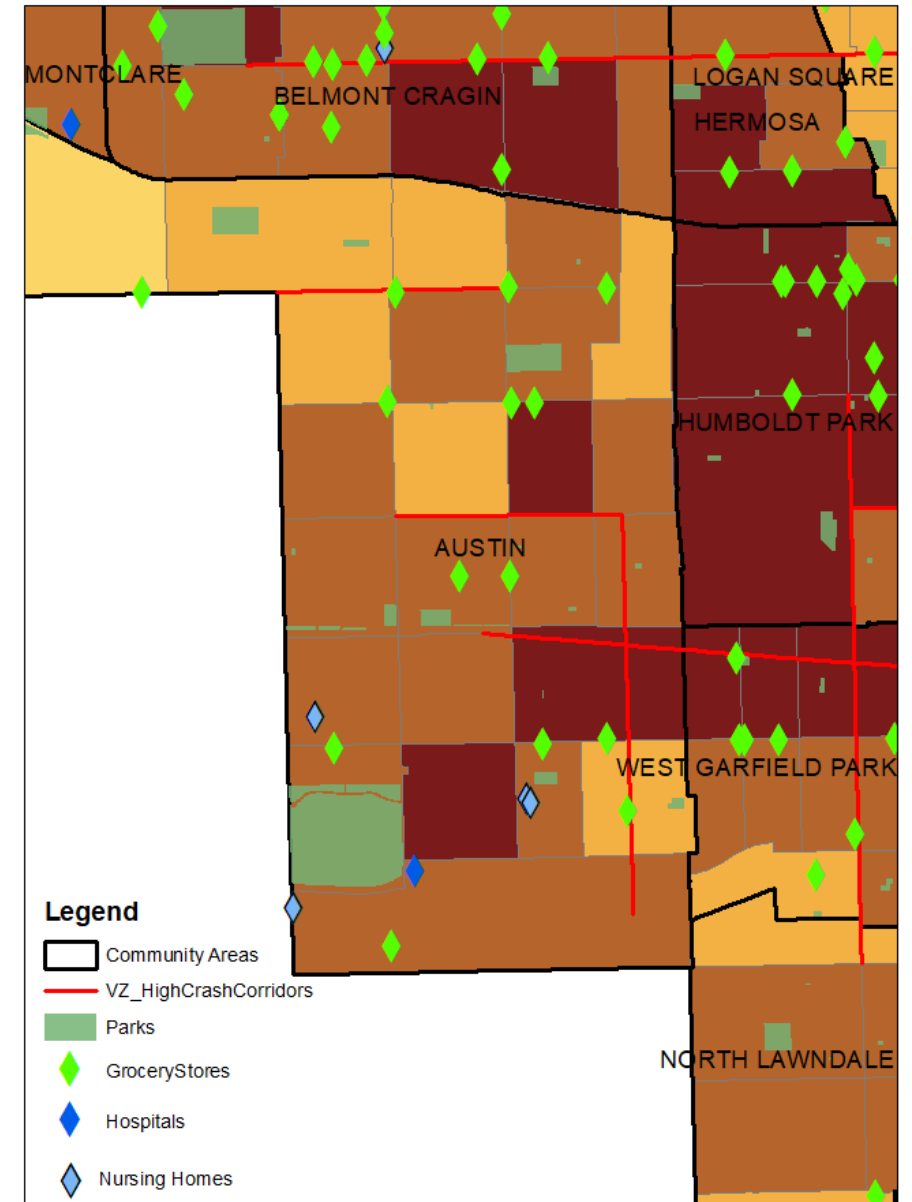 MONTCLARE
LOGAN SQUARE
BELMONT CRAGIN
HERMOSA
HUMBOLDT PARK
AUSTIN
WEST GARFIELD PARK
NORTH LAWNDALE
Legend
Community Areas
VZ_HighCrashCorridors
Parks
GroceryStores
Hospitals
Nursing Homes